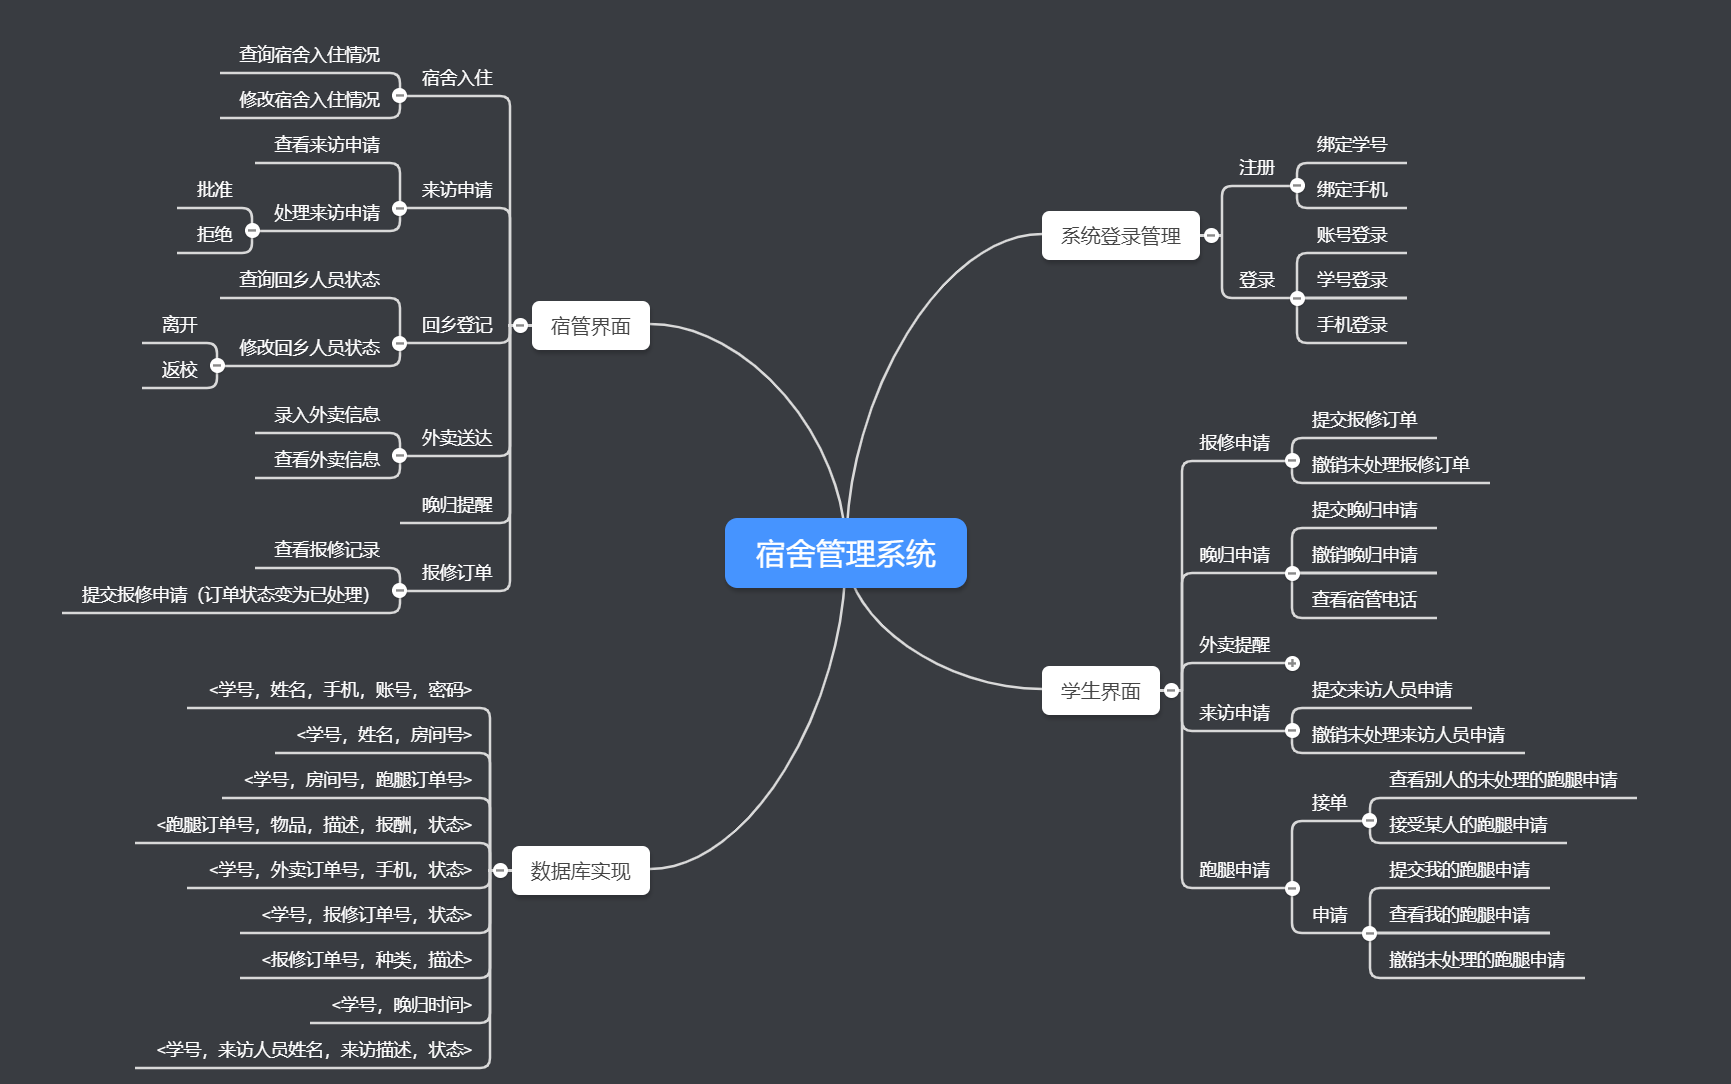 宿舍管理系统
宿管界面
宿舍入住
查询宿舍入住情况
修改宿舍入住情况
来访申请
查看来访申请
处理来访申请
批准
拒绝
回乡登记
查询回乡人员状态
修改回乡人员状态
离开
返校
外卖送达
录入外卖信息
查看外卖信息
晚归提醒
报修订单
查看报修记录
提交报修申请（订单状态变为已处理）
数据库实现
<学号，姓名，手机，账号，密码>
<学号，姓名，房间号>
<学号，房间号，跑腿订单号>
<跑腿订单号，物品，描述，报酬，状态>
<学号，外卖订单号，手机，状态>
<学号，报修订单号，状态>
<报修订单号，种类，描述>
<学号，晚归时间>
<学号，来访人员姓名，来访描述，状态>
系统登录管理
注册
绑定学号
绑定手机
登录
账号登录
学号登录
手机登录
学生界面
报修申请
提交报修订单
撤销未处理报修订单
晚归申请
提交晚归申请
撤销晚归申请
查看宿管电话
外卖提醒
来访申请
提交来访人员申请
撤销未处理来访人员申请
跑腿申请
接单
查看别人的未处理的跑腿申请
接受某人的跑腿申请
申请
提交我的跑腿申请
查看我的跑腿申请
撤销未处理的跑腿申请